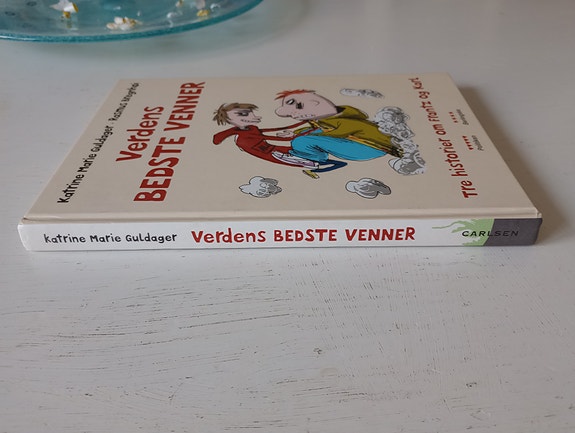 Katrine Marie Guldager Rasmus Bregnhøi
Verdens
BEDSTE VENNER
Tre historier om Frantz og Karl
Politiken
Katrine Marie Guldager Verdens BEDSTE VENNER CARLSEN